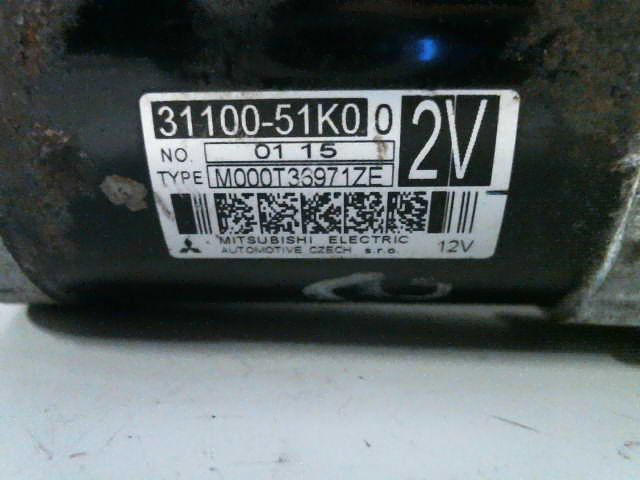 31100-51K0 0 2V
NO. 01 15
TYPE M000T36971ZE
MITSUBISHI ELECTRIC
AUTOMOTIVE CZECH s.r.o. 12V